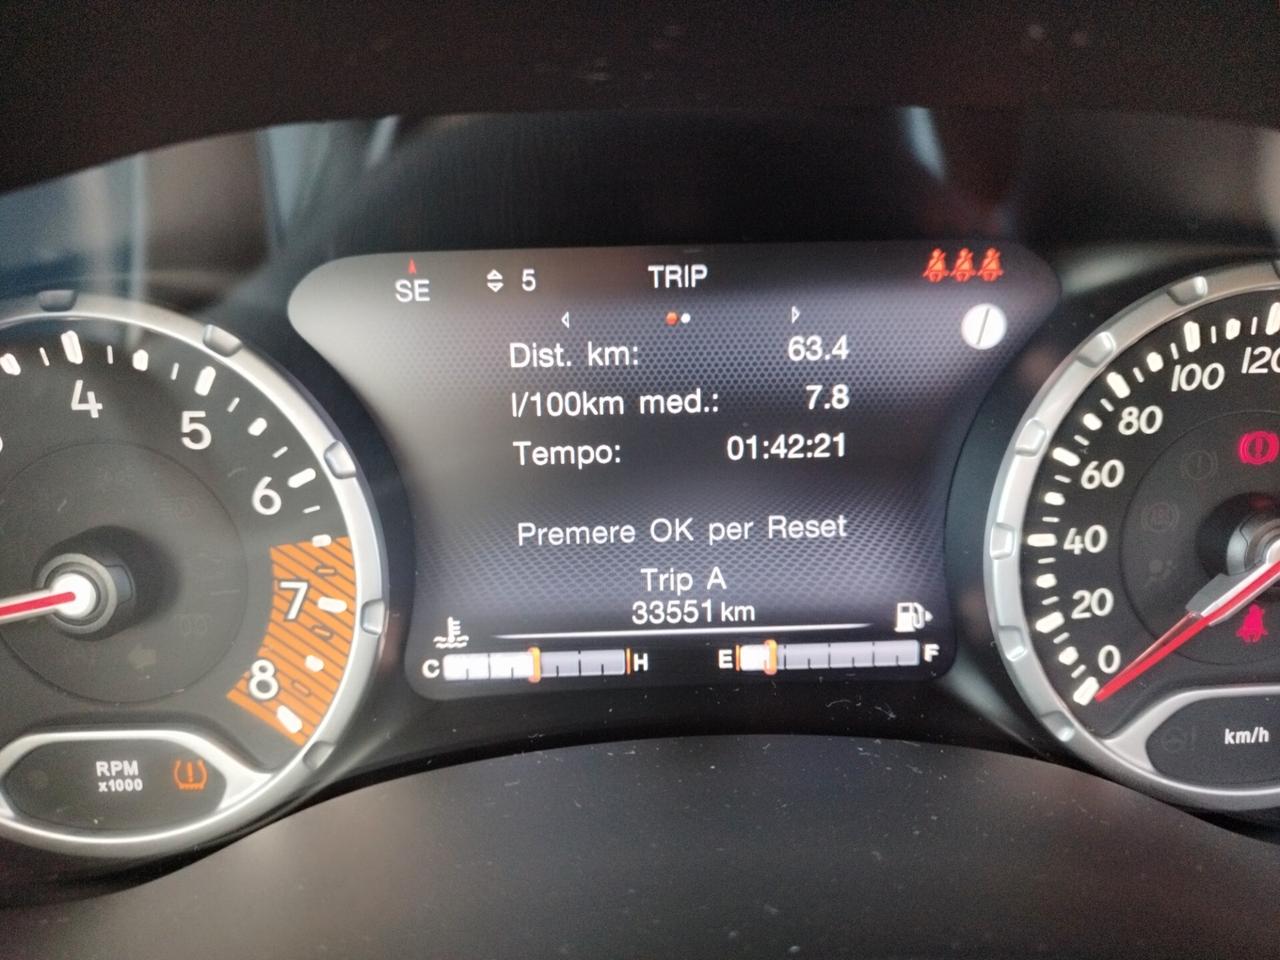 SE 5 TRIP
Dist. km: 63.4
l/100km med.: 7.8
Tempo: 01:42:21
Premere OK per Reset
Trip A
33551 km
C H E F
4
5
6
7
8
RPM
x1000
120
100
80
60
40
20
0
km/h